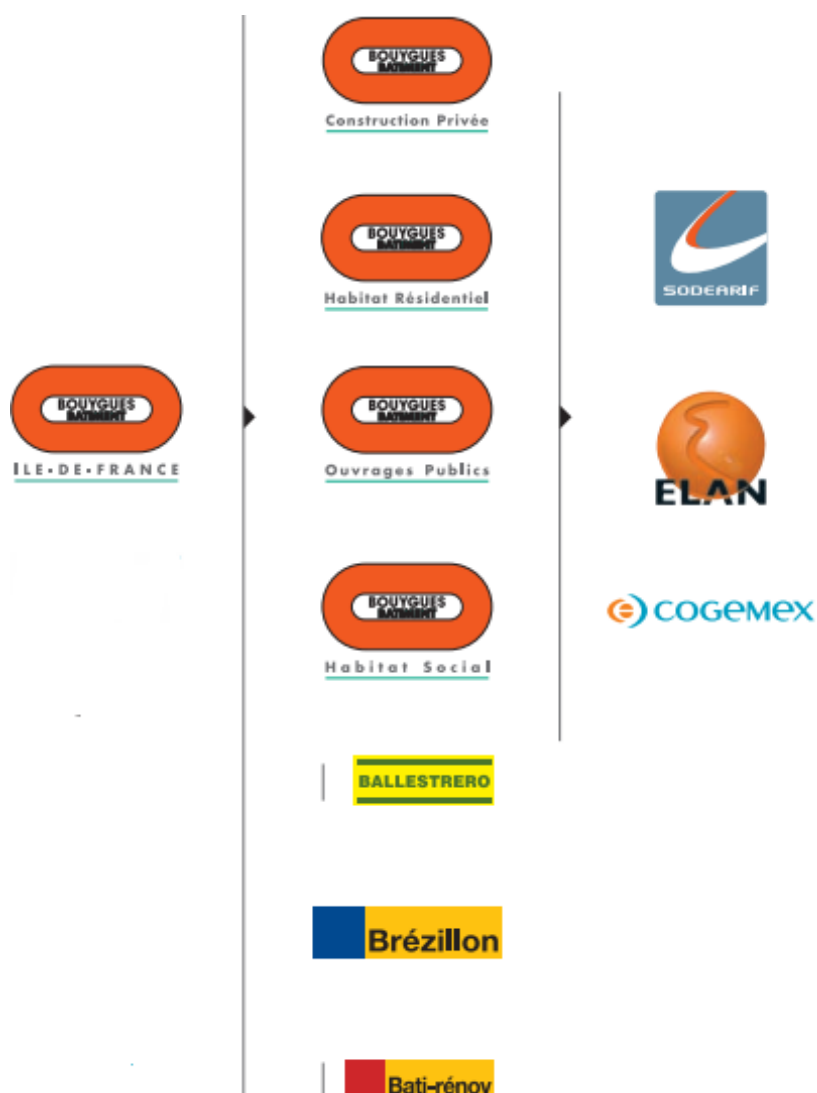 BOUYGUES
BATIMENT
ILE-DE-FRANCE
BOUYGUES
BATIMENT
Construction Privée
BOUYGUES
BATIMENT
Habitat Résidentiel
BOUYGUES
BATIMENT
Ouvrages Publics
BOUYGUES
BATIMENT
Habitat Social
BALLESTRERO
Brézillon
Bati-rénov
SODEARIF
ELAN
COGEMEX